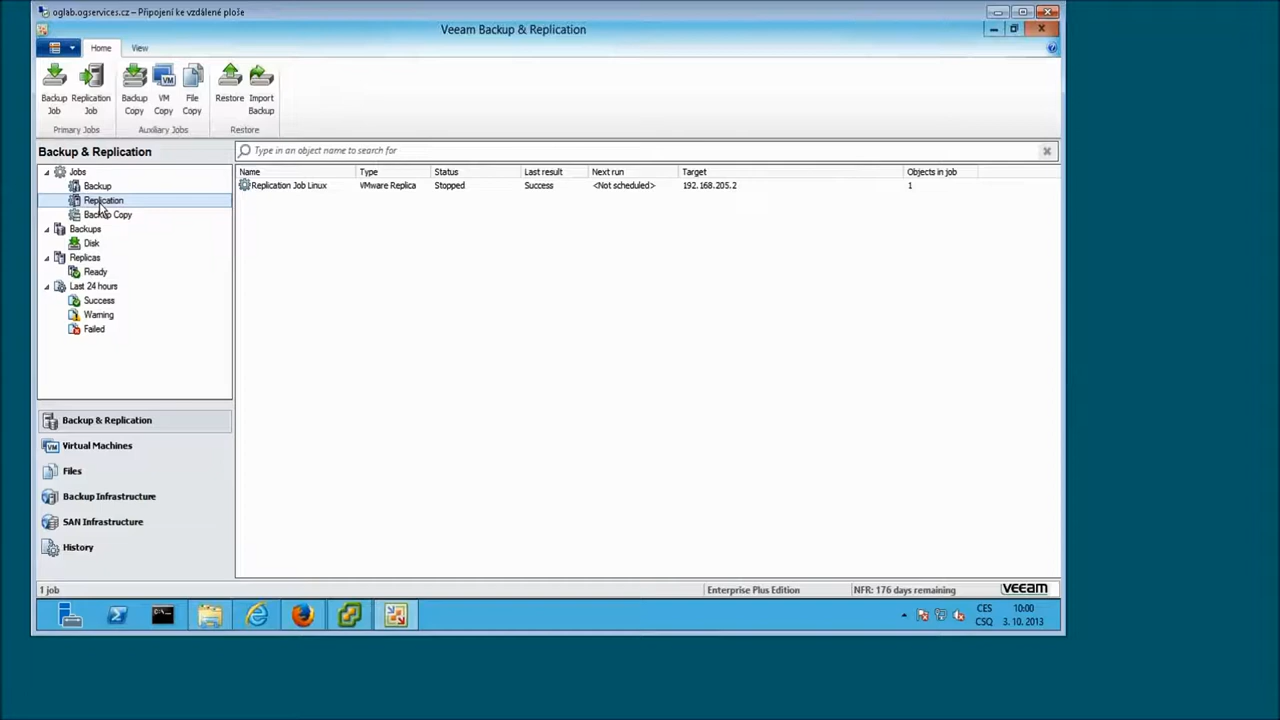 oglab.ogservices.cz – Připojení ke vzdálené ploše
Veeam Backup & Replication
Home View
Backup Job
Replication Job
Backup Copy
VM Copy
File Copy
Restore
Import Backup
Primary Jobs
Auxiliary Jobs
Restore
Backup & Replication
Type in an object name to search for
Jobs
Backup
Replication
Backup Copy
Backups
Disk
Replicas
Ready
Last 24 hours
Success
Warning
Failed
Name Type Status Last result Next run Target Objects in job
Replication Job Linux VMware Replica Stopped Success <Not scheduled> 192.168.205.2 1
Backup & Replication
VM Virtual Machines
Files
Backup Infrastructure
SAN Infrastructure
History
1 job
Enterprise Plus Edition
NFR: 176 days remaining
veeam
CES 10:00
CSQ 3. 10. 2013